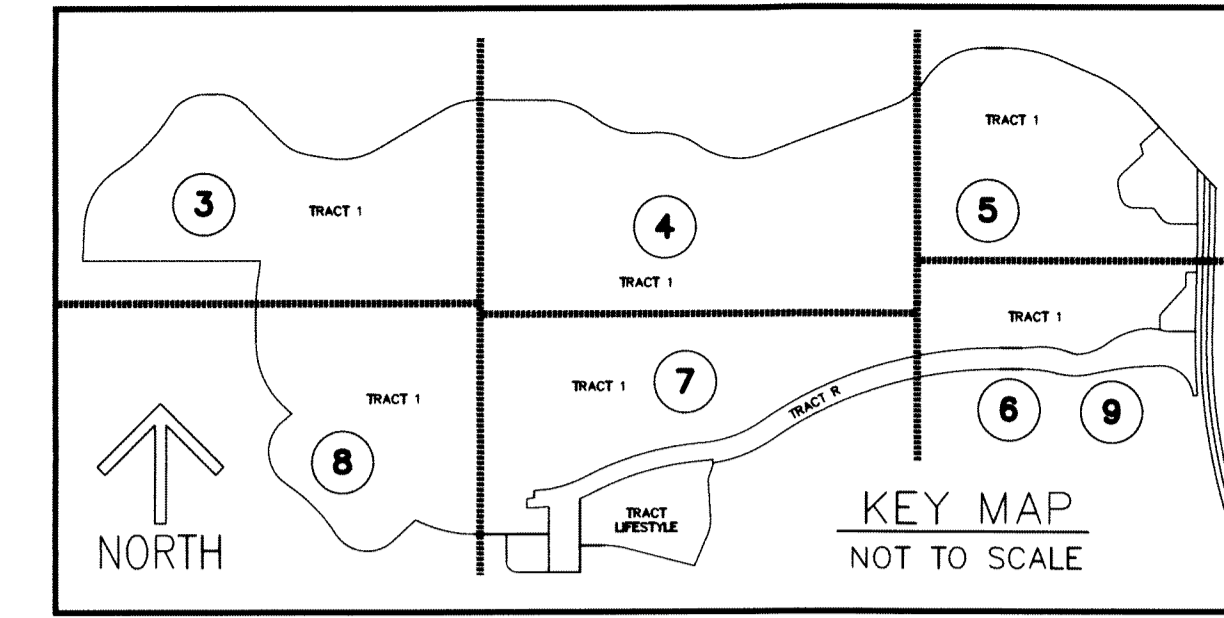 TRACT 1
3
TRACT 1
5
4
TRACT 1
TRACT 1
TRACT 1
7
TRACT 1
TRACT R
6
9
8
KEY MAP
NOT TO SCALE
TRACT
LIFESTYLE
NORTH